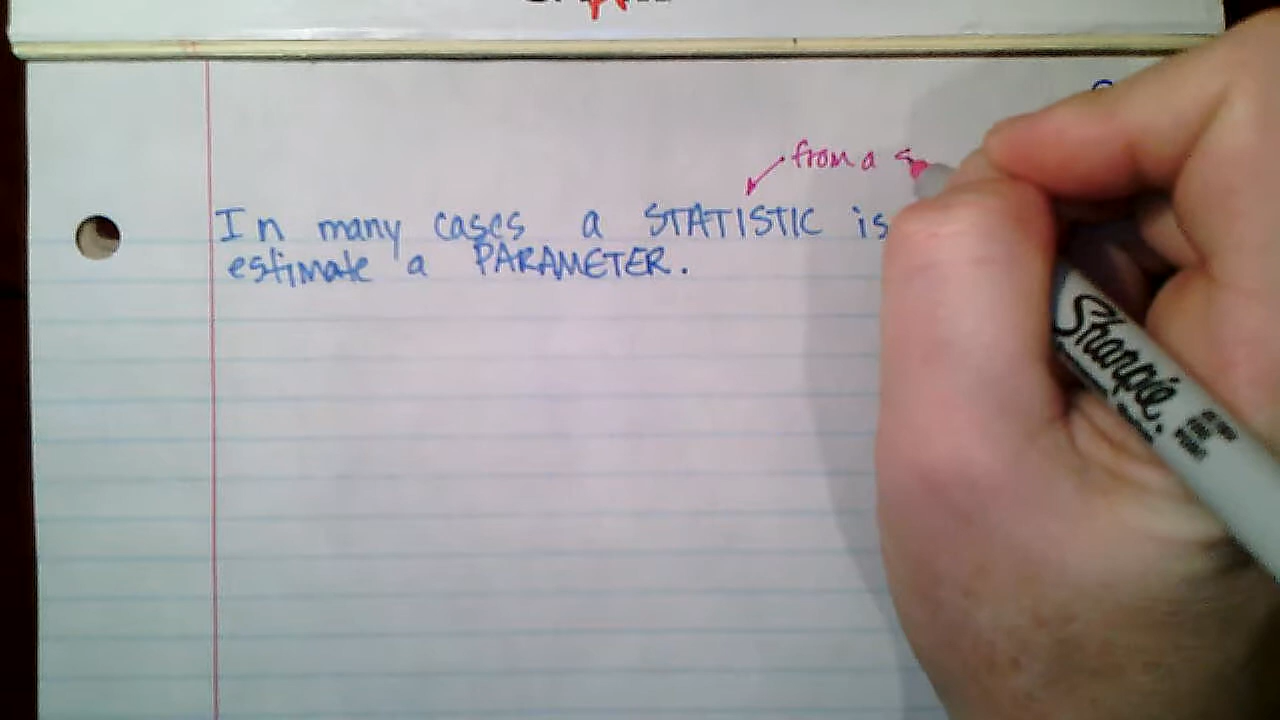 from a s
In many cases a STATISTIC is
estimate a PARAMETER.
Sharpie.